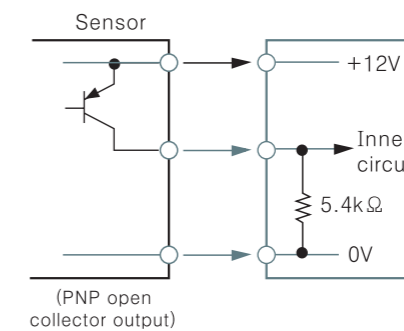 Sensor
+12V
Inne
circu
5.4kΩ
0V
(PNP open
collector output)